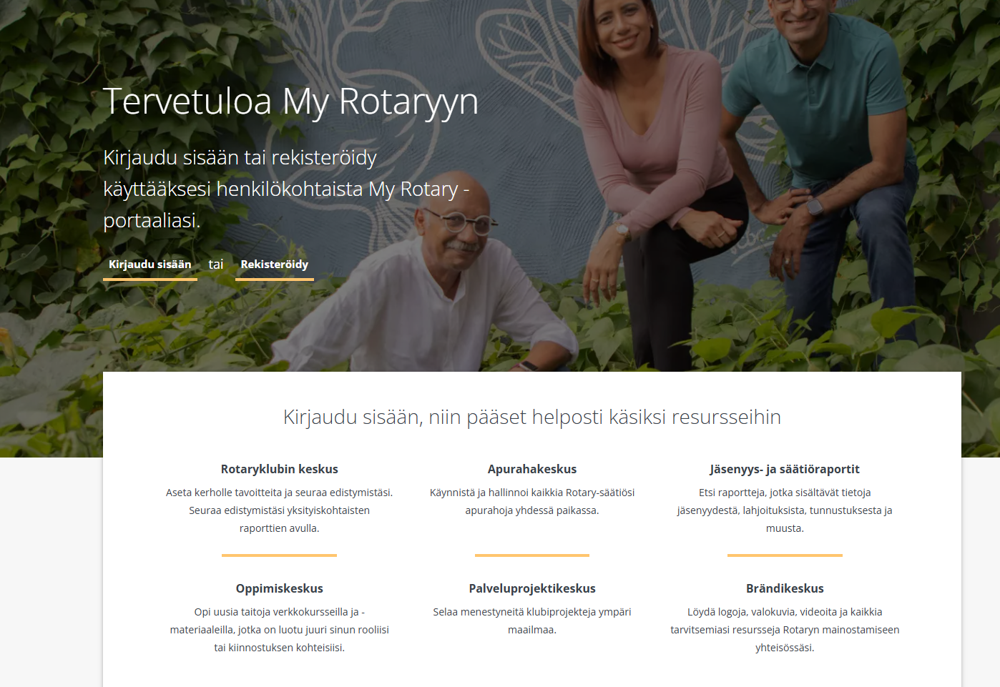 Tervetuloa My Rotaryyn
Kirjaudu sisään tai rekisteröidy
käyttääksesi henkilökohtaista My Rotary -
portaaliasi.
Kirjaudu sisään tai Rekisteröidy
Kirjaudu sisään, niin pääset helposti käsiksi resursseihin
Rotaryklubin keskus
Aseta kerholle tavoitteita ja seuraa edistymistäsi.
Seuraa edistymistäsi yksityiskohtaisten
raporttien avulla.
Apurahakeskus
Käynnistä ja hallinnoi kaikkia Rotary-säätiösi
apurahoja yhdessä paikassa.
Jäsenyys- ja säätiöraportit
Etsi raportteja, jotka sisältävät tietoja
jäsenyydestä, lahjoituksista, tunnustuksesta ja
muusta.
Oppimiskeskus
Opi uusia taitoja verkkokursseilla ja -
materiaaleilla, jotka on luotu juuri sinun rooliisi
tai kiinnostuksen kohteisiisi.
Palveluprojektikeskus
Selaa menestyneitä klubiprojekteja ympäri
maailmaa.
Brändikeskus
Löydä logoja, valokuvia, videoita ja kaikkia
tarvitsemiasi resursseja Rotaryn mainostamiseen
yhteisössäsi.